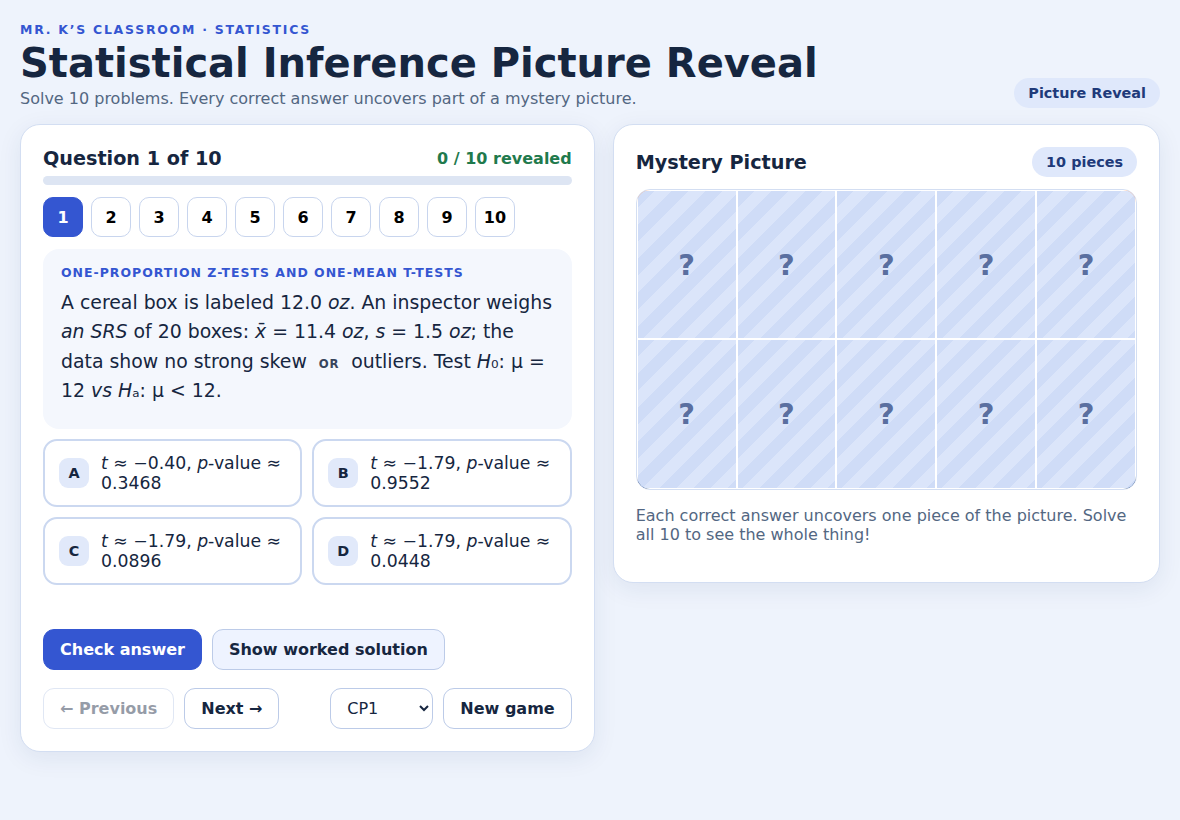 MR. K’S CLASSROOM · STATISTICS
Statistical Inference Picture Reveal
Solve 10 problems. Every correct answer uncovers part of a mystery picture.
Picture Reveal
Question 1 of 10
0 / 10 revealed
1 2 3 4 5 6 7 8 9 10
ONE-PROPORTION Z-TESTS AND ONE-MEAN T-TESTS
A cereal box is labeled 12.0 oz. An inspector weighs
an SRS of 20 boxes: x̄ = 11.4 oz, s = 1.5 oz; the
data show no strong skew OR outliers. Test H₀: μ =
12 vs Hₐ: μ < 12.
A t ≈ −0.40, p-value ≈
0.3468
B t ≈ −1.79, p-value ≈
0.9552
C t ≈ −1.79, p-value ≈
0.0896
D t ≈ −1.79, p-value ≈
0.0448
Check answer
Show worked solution
← Previous
Next →
CP1
New game
Mystery Picture
10 pieces
? ? ? ? ?
? ? ? ? ?
Each correct answer uncovers one piece of the picture. Solve
all 10 to see the whole thing!